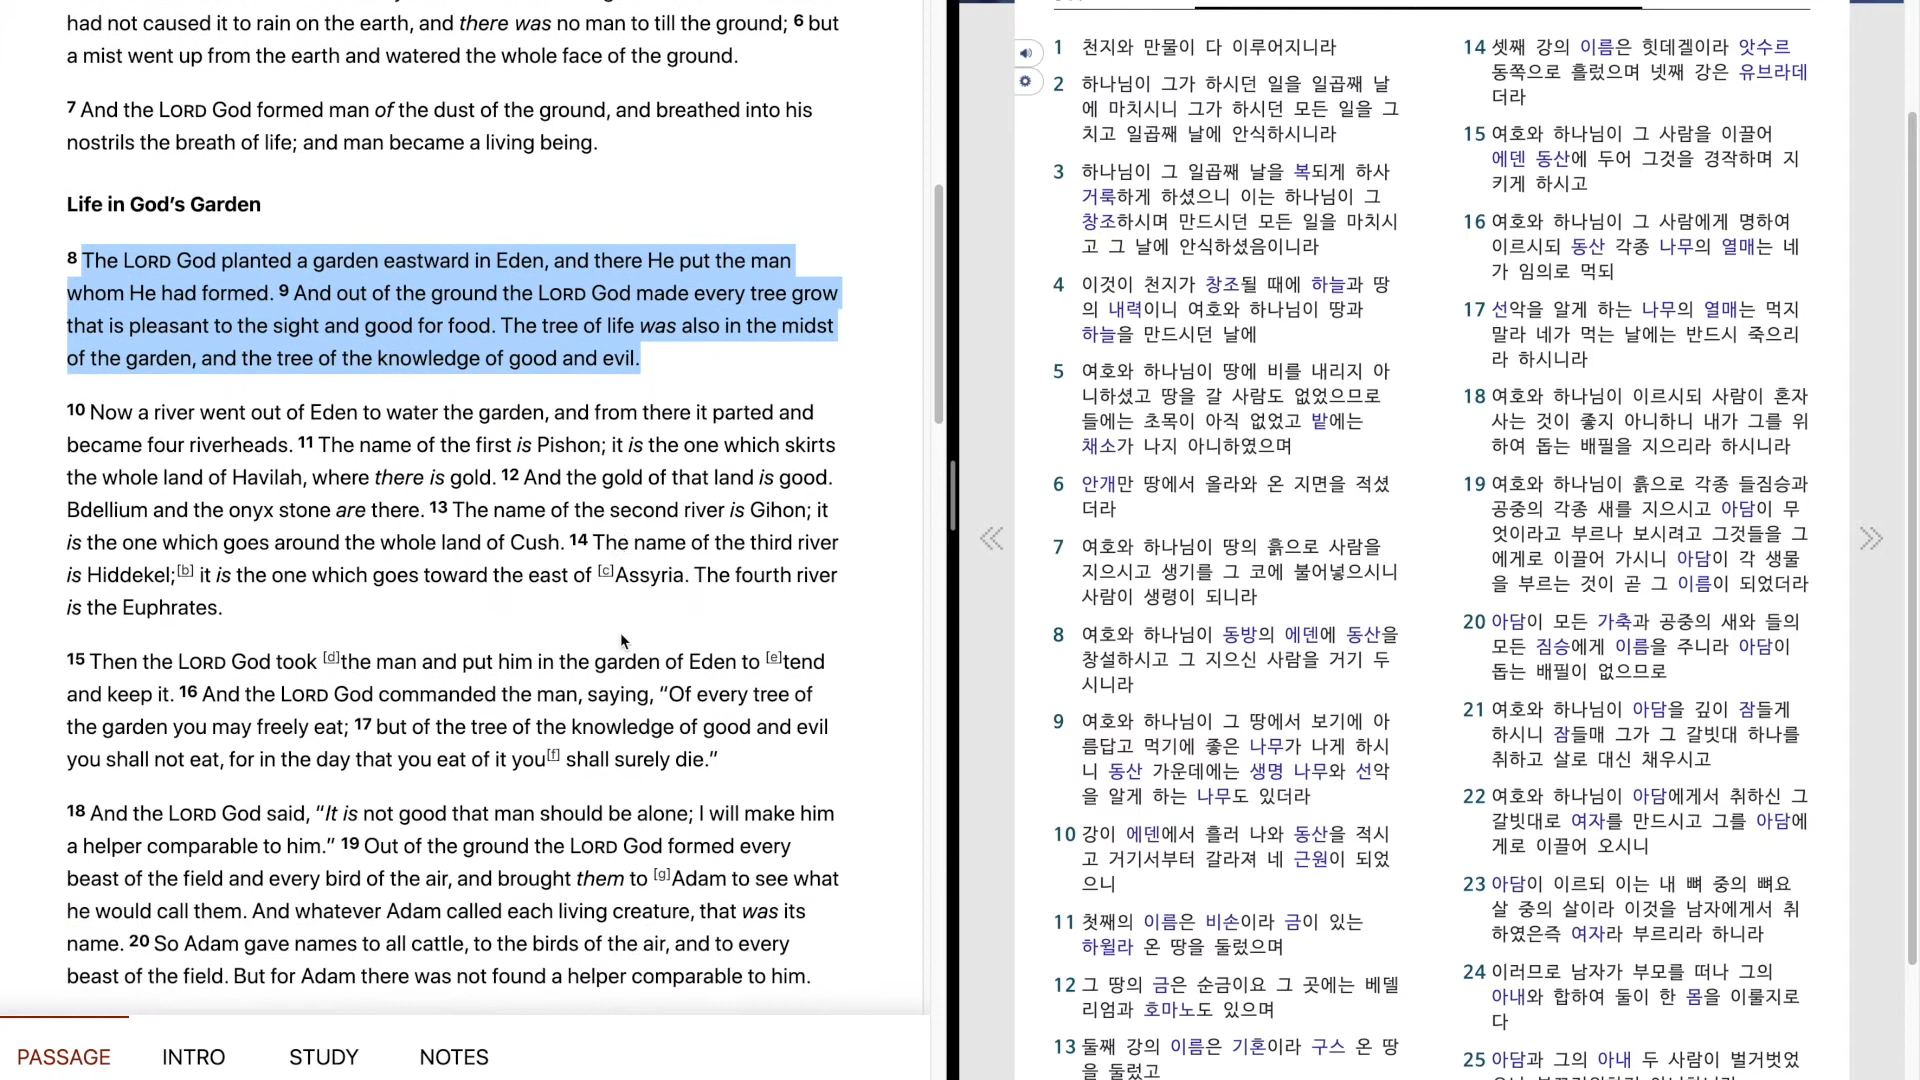 had not caused it to rain on the earth, and there was no man to till the ground; 6 but
a mist went up from the earth and watered the whole face of the ground.
7 And the LORD God formed man of the dust of the ground, and breathed into his
nostrils the breath of life; and man became a living being.
Life in God’s Garden
8 The LORD God planted a garden eastward in Eden, and there He put the man
whom He had formed. 9 And out of the ground the LORD God made every tree grow
that is pleasant to the sight and good for food. The tree of life was also in the midst
of the garden, and the tree of the knowledge of good and evil.
10 Now a river went out of Eden to water the garden, and from there it parted and
became four riverheads. 11 The name of the first is Pishon; it is the one which skirts
the whole land of Havilah, where there is gold. 12 And the gold of that land is good.
Bdellium and the onyx stone are there. 13 The name of the second river is Gihon; it
is the one which goes around the whole land of Cush. 14 The name of the third river
is Hiddekel;[b] it is the one which goes toward the east of [c]Assyria. The fourth river
is the Euphrates.
15 Then the LORD God took [d]the man and put him in the garden of Eden to [e]tend
and keep it. 16 And the LORD God commanded the man, saying, “Of every tree of
the garden you may freely eat; 17 but of the tree of the knowledge of good and evil
you shall not eat, for in the day that you eat of it you[f] shall surely die.”
18 And the LORD God said, “It is not good that man should be alone; I will make him
a helper comparable to him.” 19 Out of the ground the LORD God formed every
beast of the field and every bird of the air, and brought them to [g]Adam to see what
he would call them. And whatever Adam called each living creature, that was its
name. 20 So Adam gave names to all cattle, to the birds of the air, and to every
beast of the field. But for Adam there was not found a helper comparable to him.
PASSAGE INTRO STUDY NOTES
1 천지와 만물이 다 이루어지니라
2 하나님이 그가 하시던 일을 일곱째 날
에 마치시니 그가 하시던 모든 일을 그
치고 일곱째 날에 안식하시니라
3 하나님이 그 일곱째 날을 복되게 하사
거룩하게 하셨으니 이는 하나님이 그
창조하시며 만드시던 모든 일을 마치시
고 그 날에 안식하셨음이니라
4 이것이 천지가 창조될 때에 하늘과 땅
의 내력이니 여호와 하나님이 땅과
하늘을 만드시던 날에
5 여호와 하나님이 땅에 비를 내리지 아
니하셨고 땅을 갈 사람도 없었으므로
들에는 초목이 아직 없었고 밭에는
채소가 나지 아니하였으며
6 안개만 땅에서 올라와 온 지면을 적셨
더라
7 여호와 하나님이 땅의 흙으로 사람을
지으시고 생기를 그 코에 불어넣으시니
사람이 생령이 되니라
8 여호와 하나님이 동방의 에덴에 동산을
창설하시고 그 지으신 사람을 거기 두
시니라
9 여호와 하나님이 그 땅에서 보기에 아
름답고 먹기에 좋은 나무가 나게 하시
니 동산 가운데에는 생명 나무와 선악
을 알게 하는 나무도 있더라
10 강이 에덴에서 흘러 나와 동산을 적시
고 거기서부터 갈라져 네 근원이 되었
으니
11 첫째의 이름은 비손이라 금이 있는
하윌라 온 땅을 둘렀으며
12 그 땅의 금은 순금이요 그 곳에는 베델
리엄과 호마노도 있으며
13 둘째 강의 이름은 기혼이라 구스 온 땅
을 둘렀고
14 셋째 강의 이름은 힛데겔이라 앗수르
동쪽으로 흘렀으며 넷째 강은 유브라데
더라
15 여호와 하나님이 그 사람을 이끌어
에덴 동산에 두어 그것을 경작하며 지
키게 하시고
16 여호와 하나님이 그 사람에게 명하여
이르시되 동산 각종 나무의 열매는 네
가 임의로 먹되
17 선악을 알게 하는 나무의 열매는 먹지
말라 네가 먹는 날에는 반드시 죽으리
라 하시니라
18 여호와 하나님이 이르시되 사람이 혼자
사는 것이 좋지 아니하니 내가 그를 위
하여 돕는 배필을 지으리라 하시니라
19 여호와 하나님이 흙으로 각종 들짐승과
공중의 각종 새를 지으시고 아담이 무
엇이라고 부르나 보시려고 그것들을 그
에게로 이끌어 가시니 아담이 각 생물
을 부르는 것이 곧 그 이름이 되었더라
20 아담이 모든 가축과 공중의 새와 들의
모든 짐승에게 이름을 주니라 아담이
돕는 배필이 없으므로
21 여호와 하나님이 아담을 깊이 잠들게
하시니 잠들매 그가 그 갈빗대 하나를
취하고 살로 대신 채우시고
22 여호와 하나님이 아담에게서 취하신 그
갈빗대로 여자를 만드시고 그를 아담에
게로 이끌어 오시니
23 아담이 이르되 이는 내 뼈 중의 뼈요
살 중의 살이라 이것을 남자에게서 취
하였은즉 여자라 부르리라 하니라
24 이러므로 남자가 부모를 떠나 그의
아내와 합하여 둘이 한 몸을 이룰지로
다
25 아담과 그의 아내 두 사람이 벌거벗었